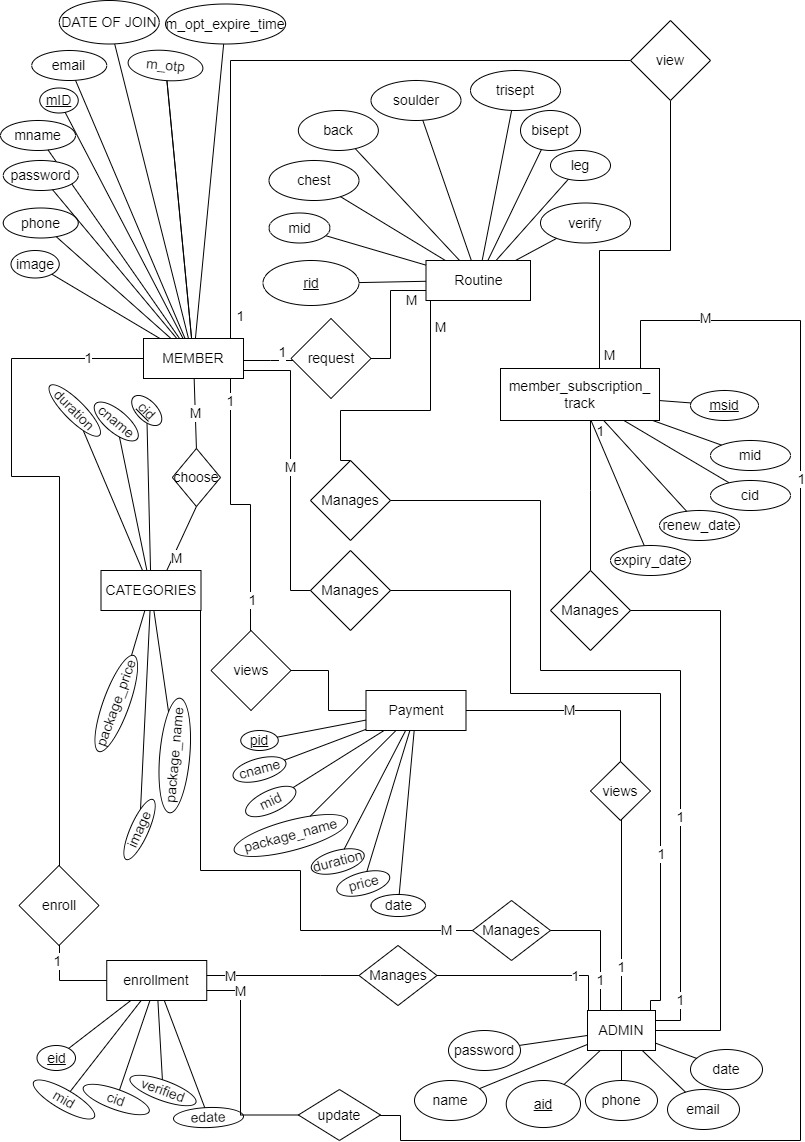 DATE OF JOIN
m_opt_expire_time
email
m_otp
view
mID
trisept
soulder
back
bisept
mname
leg
password
chest
phone
mid
verify
image
rid
Routine
M
1
M
M
1
M
MEMBER
1
1
request
member_subscription_
track
duration
cname
cid
M
1
msid
1
mid
M
choose
1
cid
Manages
renew_date
M
expiry_date
CATEGORIES
Manages
1
Manages
views
package_price
Payment
M
package_name
pid
cname
mid
views
image
package_name
1
duration
1
price
enroll
date
M
Manages
1
1
enrollment
M
Manages
1
1
M
1
ADMIN
eid
password
date
mid
cid
verified
name
aid
phone
email
edate
update